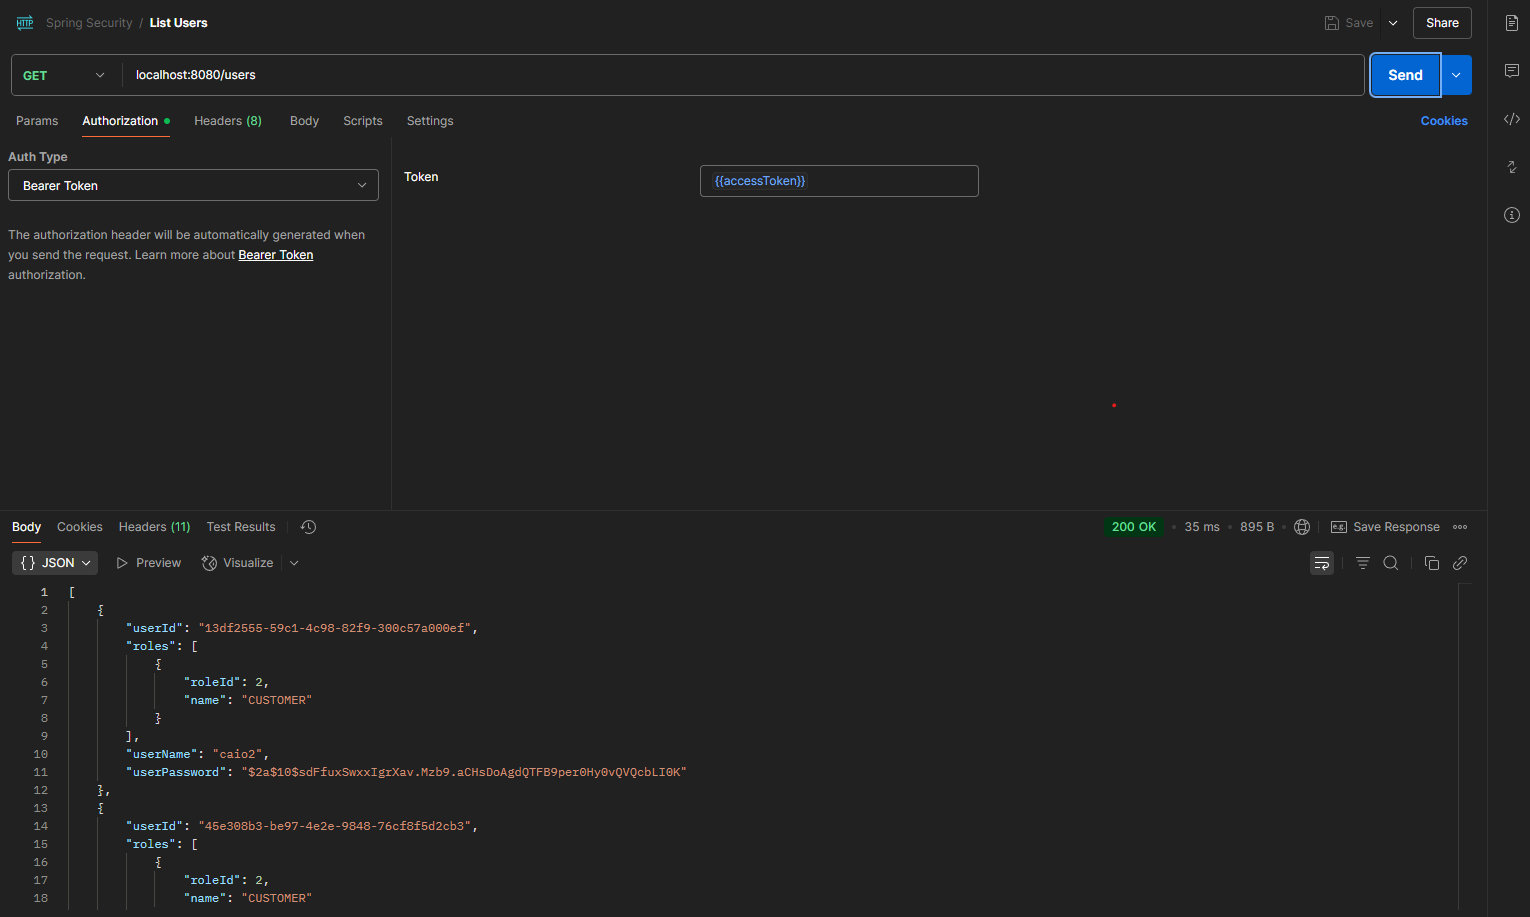 HTTP Spring Security / List Users Save Share
GET localhost:8080/users Send
Params Authorization Headers (8) Body Scripts Settings Cookies
Auth Type
Bearer Token
The authorization header will be automatically generated when
you send the request. Learn more about Bearer Token
authorization.
Token {{accessToken}}
Body Cookies Headers (11) Test Results 200 OK • 35 ms • 895 B • e.g. Save Response
{} JSON Preview Visualize
1 [
2 {
3 "userId": "13df2555-59c1-4c98-82f9-300c57a000ef",
4 "roles": [
5 {
6 "roleId": 2,
7 "name": "CUSTOMER"
8 }
9 ],
10 "userName": "caio2",
11 "userPassword": "$2a$10$sdFfuxSwxxIgrXav.Mzb9.aCHsDoAgdQTFB9per0Hy0vQVQcbLI0K"
12 },
13 {
14 "userId": "45e308b3-be97-4e2e-9848-76cf8f5d2cb3",
15 "roles": [
16 {
17 "roleId": 2,
18 "name": "CUSTOMER"